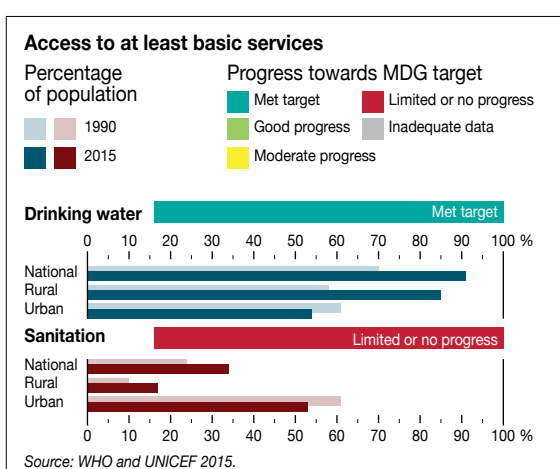 Access to at least basic services
Percentage
of population
1990
2015
Progress towards MDG target
Met target
Limited or no progress
Good progress
Inadequate data
Moderate progress
Drinking water
Met target
0 10 20 30 40 50 60 70 80 90 100 %
National
Rural
Urban
Sanitation
Limited or no progress
National
Rural
Urban
0 10 20 30 40 50 60 70 80 90 100 %
Source: WHO and UNICEF 2015.